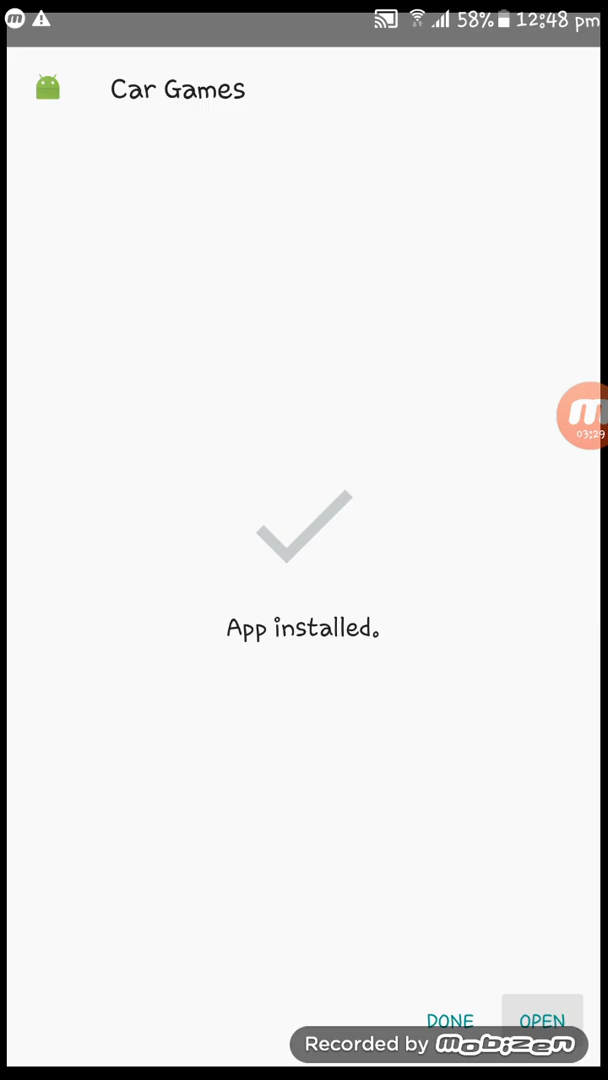 58% 12:48 pm
Car Games
03:29
App installed.
DONE OPEN
Recorded by mobizen